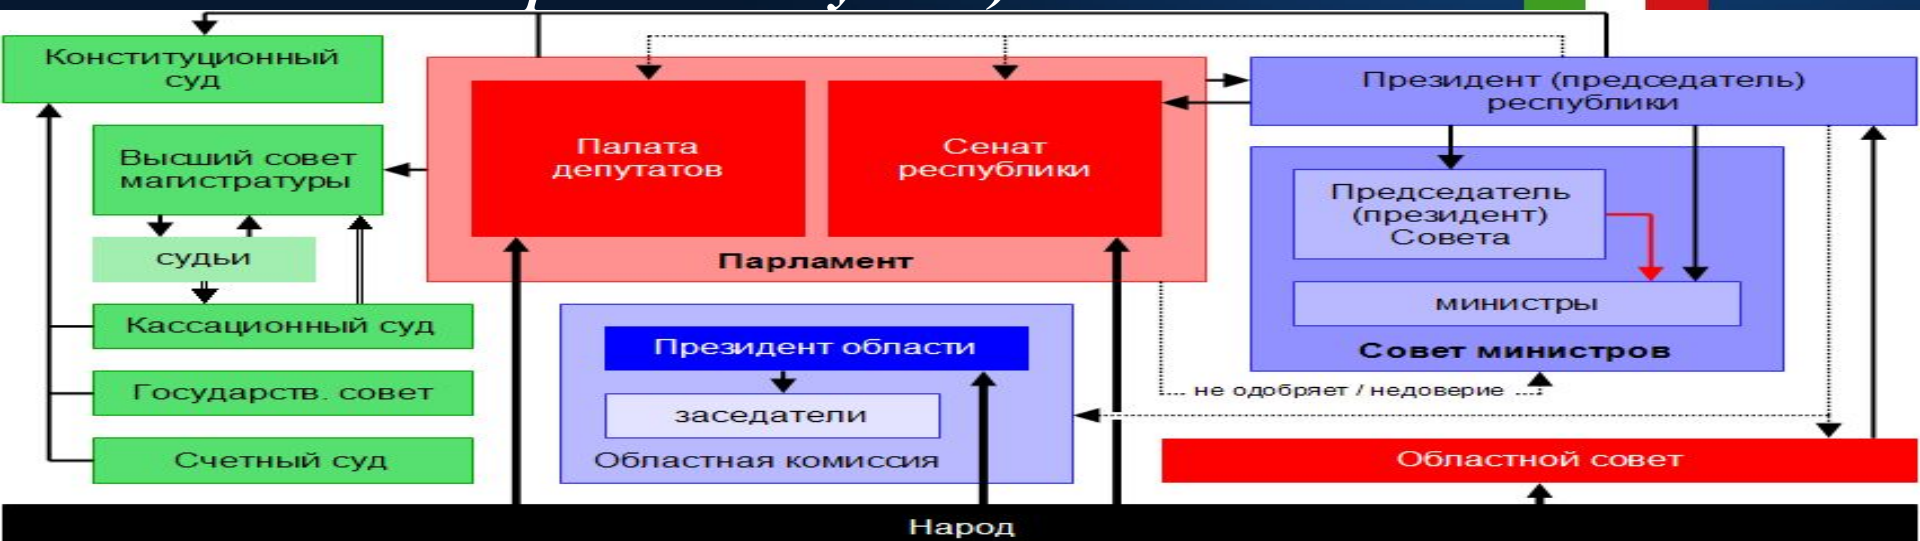 Конституционный
суд
Высший совет
магистратуры
судьи
Кассационный суд
Государств. совет
Счетный суд
Палата
депутатов
Сенат
республики
Парламент
Президент области
заседатели
Областная комиссия
Президент (председатель)
республики
Председатель
(президент)
Совета
министры
Совет министров
не одобряет / недоверие
Областной совет
Народ